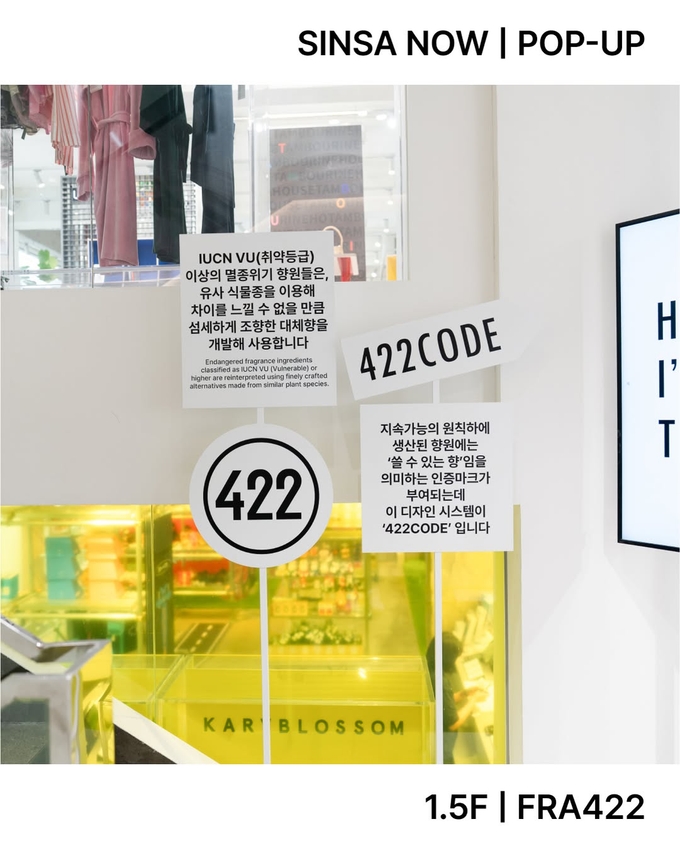 SINSA NOW | POP-UP
IUCN VU(취약등급)
이상의 멸종위기 향원들은,
유사 식물종을 이용해
차이를 느낄 수 없을 만큼
섬세하게 조향한 대체향을
개발해 사용합니다
Endangered fragrance ingredients
classified as IUCN VU (Vulnerable) or
higher are reinterpreted using finely crafted
alternatives made from similar plant species.
422CODE
지속가능의 원칙하에
생산된 향원에는
‘쓸 수 있는 향’임을
의미하는 인증마크가
부여되는데
이 디자인 시스템이
‘422CODE’ 입니다
422
H
I’
T
KARYBLOSSOM
1.5F | FRA422